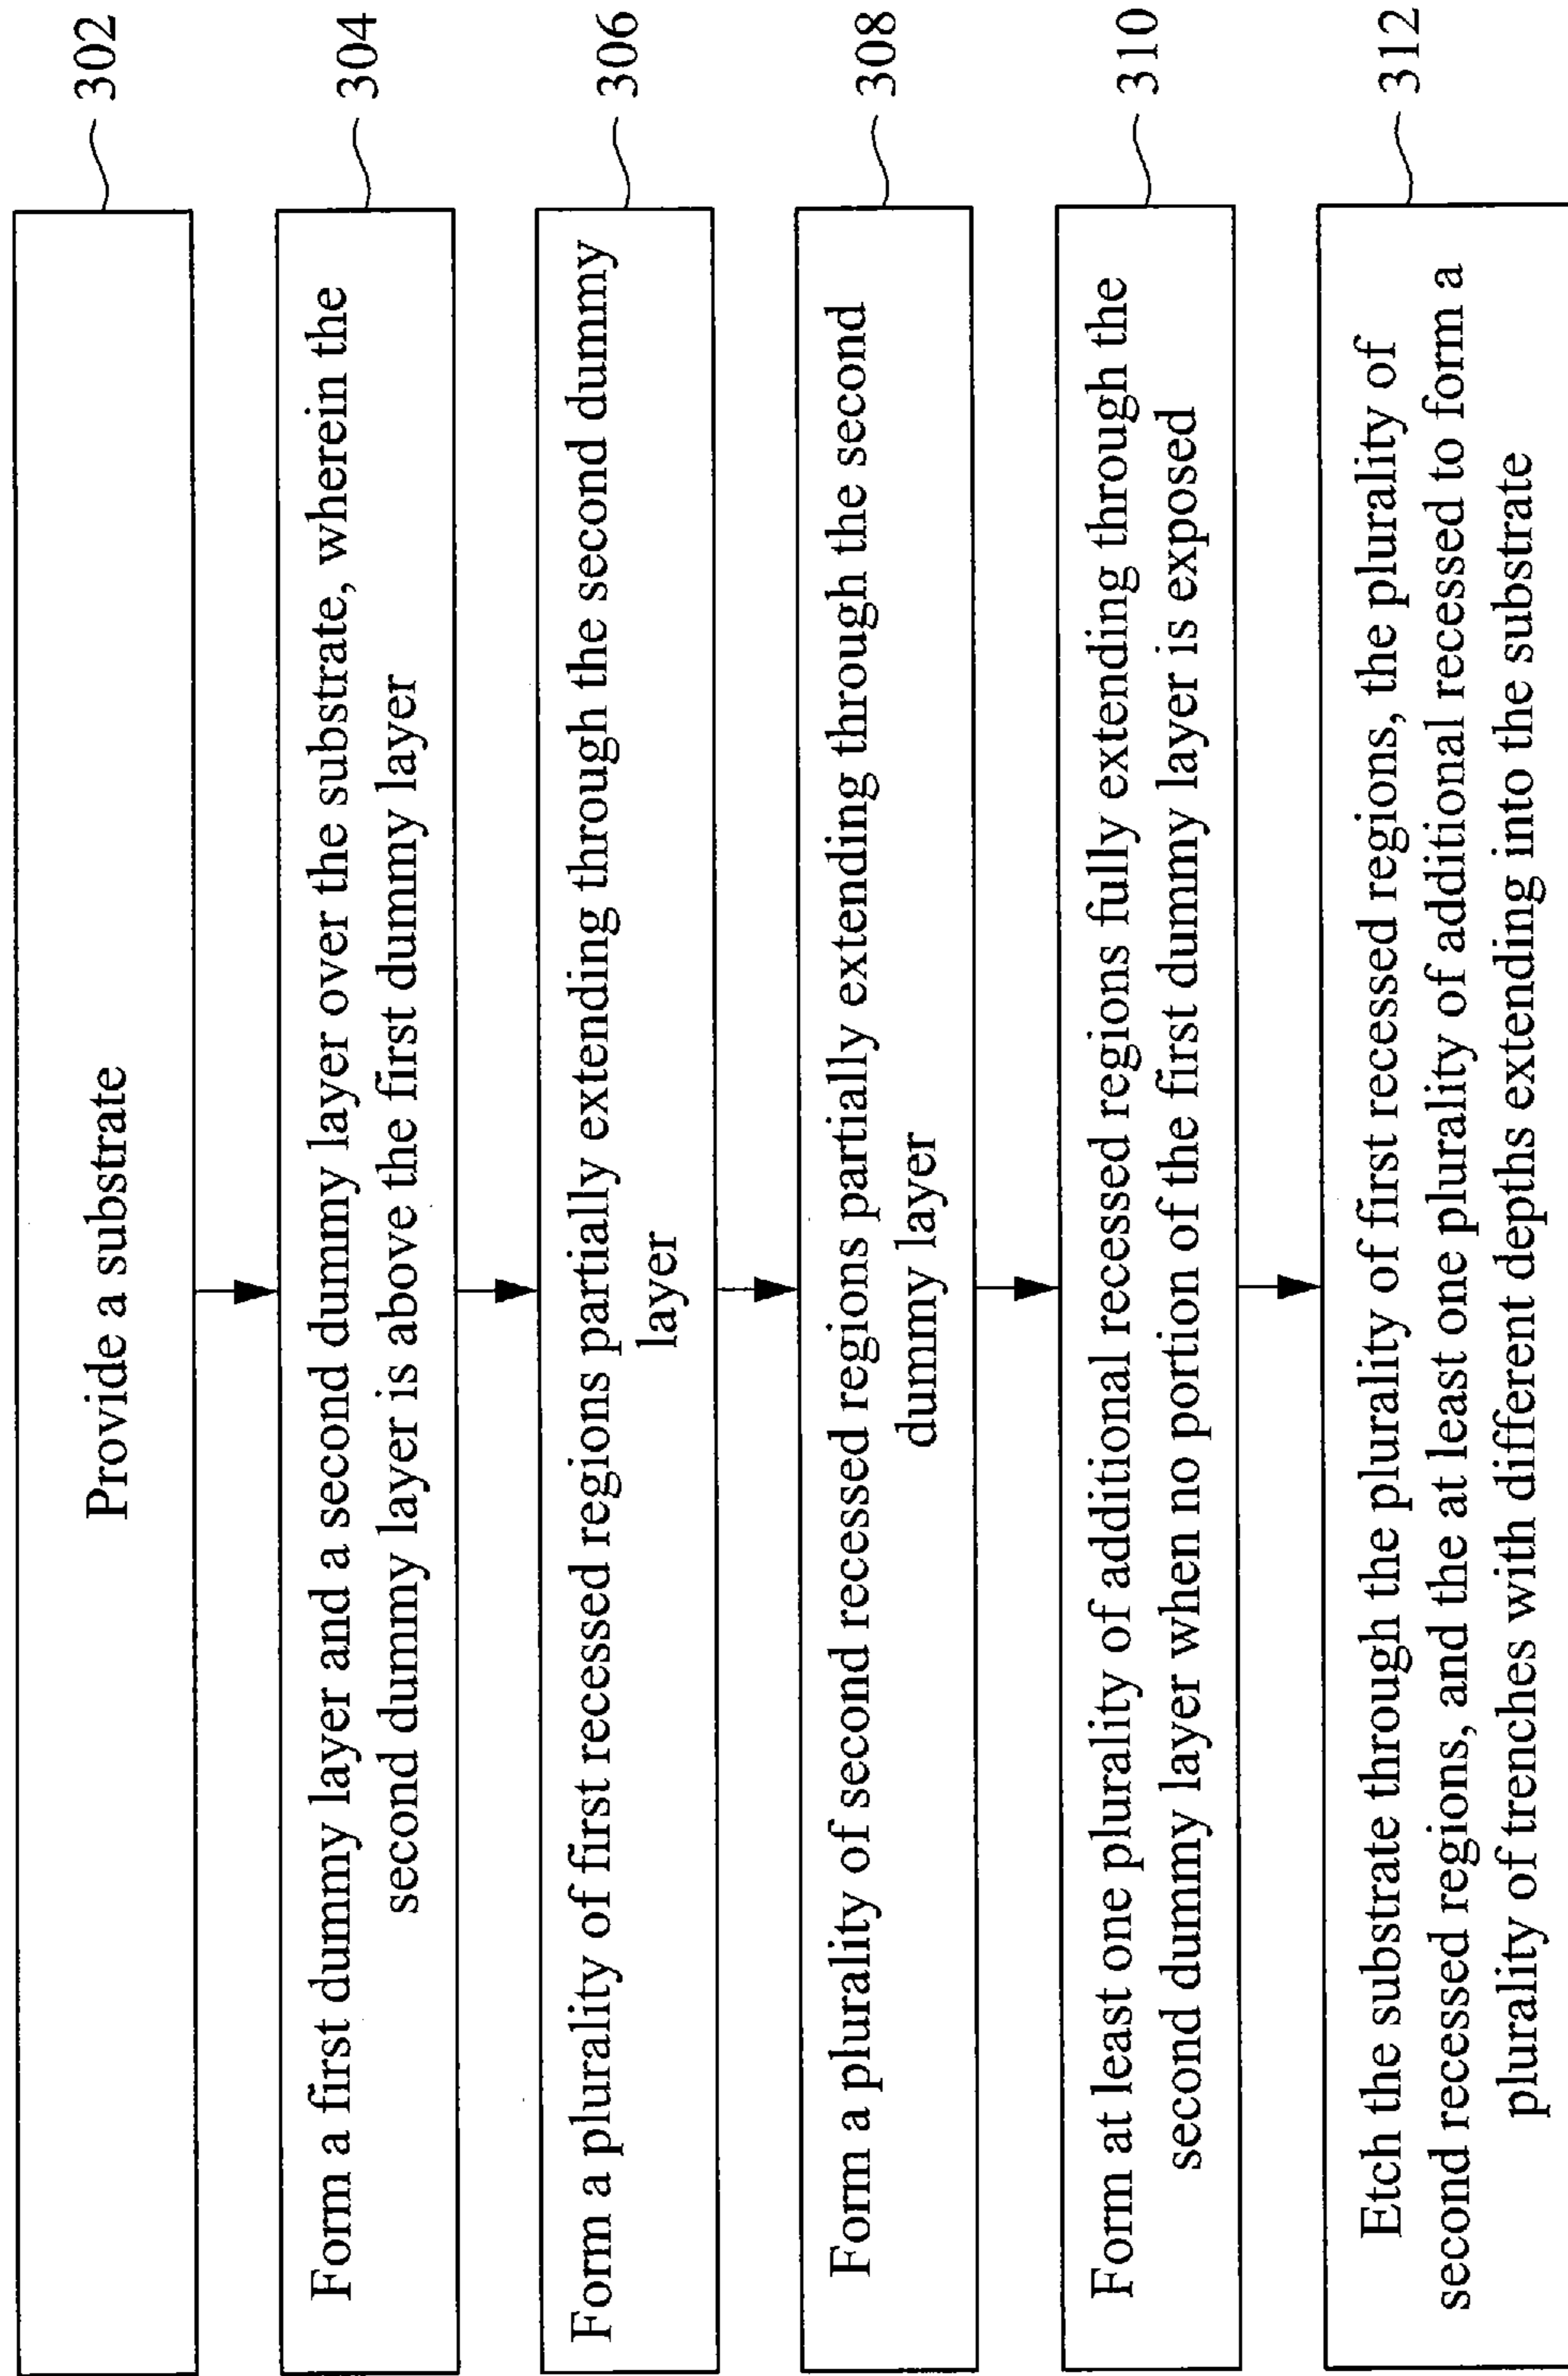 Provide a substrate
302
Form a first dummy layer and a second dummy layer over the substrate, wherein the
second dummy layer is above the first dummy layer
304
Form a plurality of first recessed regions partially extending through the second dummy
layer
306
Form a plurality of second recessed regions partially extending through the second
dummy layer
308
Form at least one plurality of additional recessed regions fully extending through the
second dummy layer when no portion of the first dummy layer is exposed
310
Etch the substrate through the plurality of first recessed regions, the plurality of
second recessed regions, and the at least one plurality of additional recessed to form a
plurality of trenches with different depths extending into the substrate
312